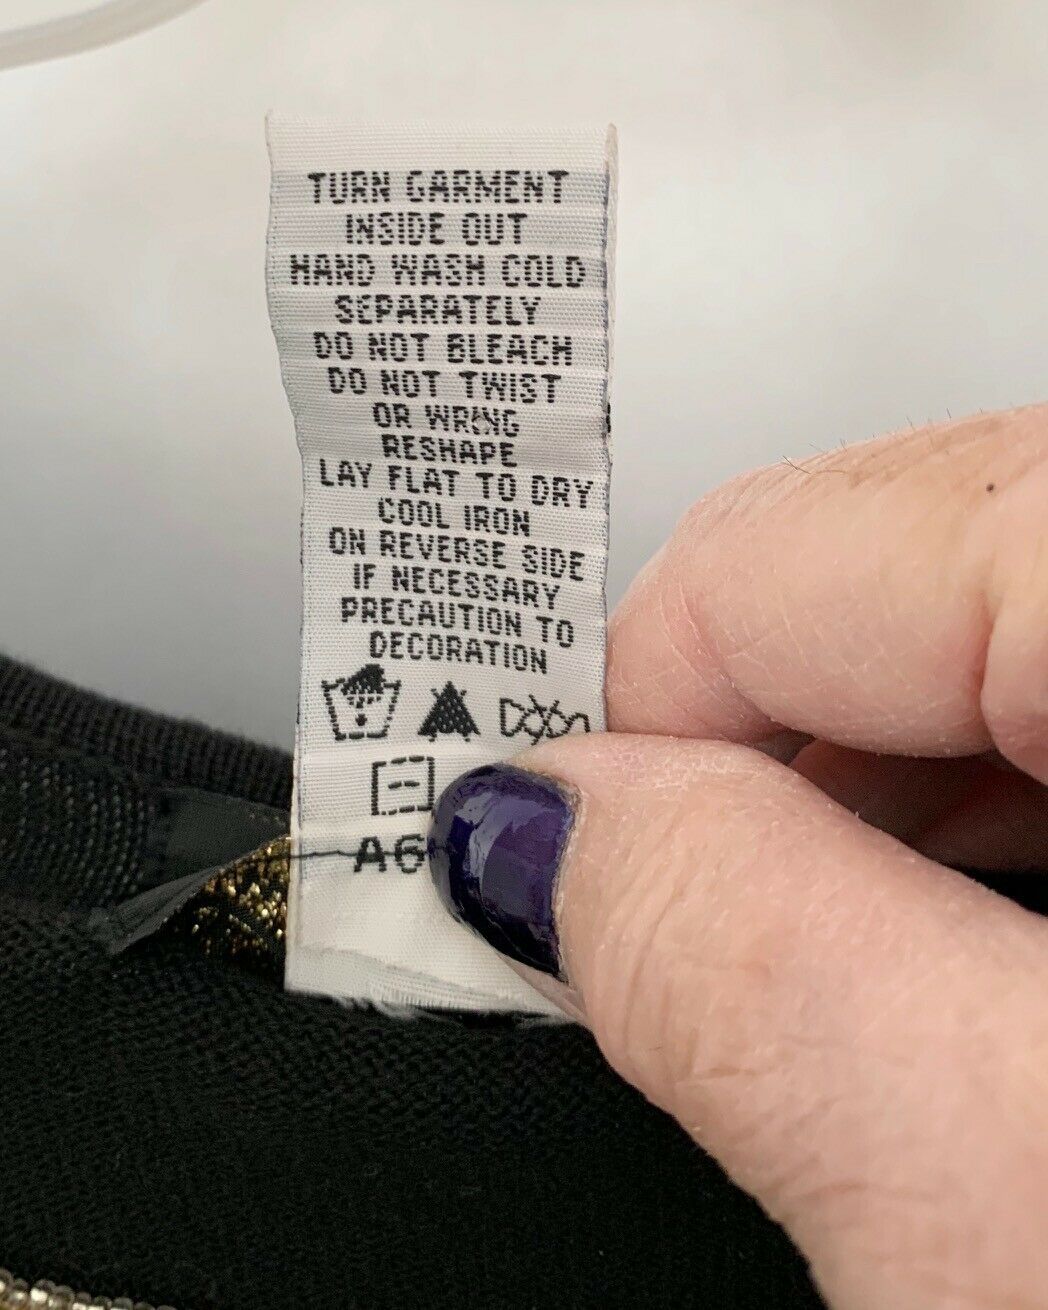 TURN GARMENT
INSIDE OUT
HAND WASH COLD
SEPARATELY
DO NOT BLEACH
DO NOT TWIST
OR WRING
RESHAPE
LAY FLAT TO DRY
COOL IRON
ON REVERSE SIDE
IF NECESSARY
PRECAUTION TO
DECORATION
A6